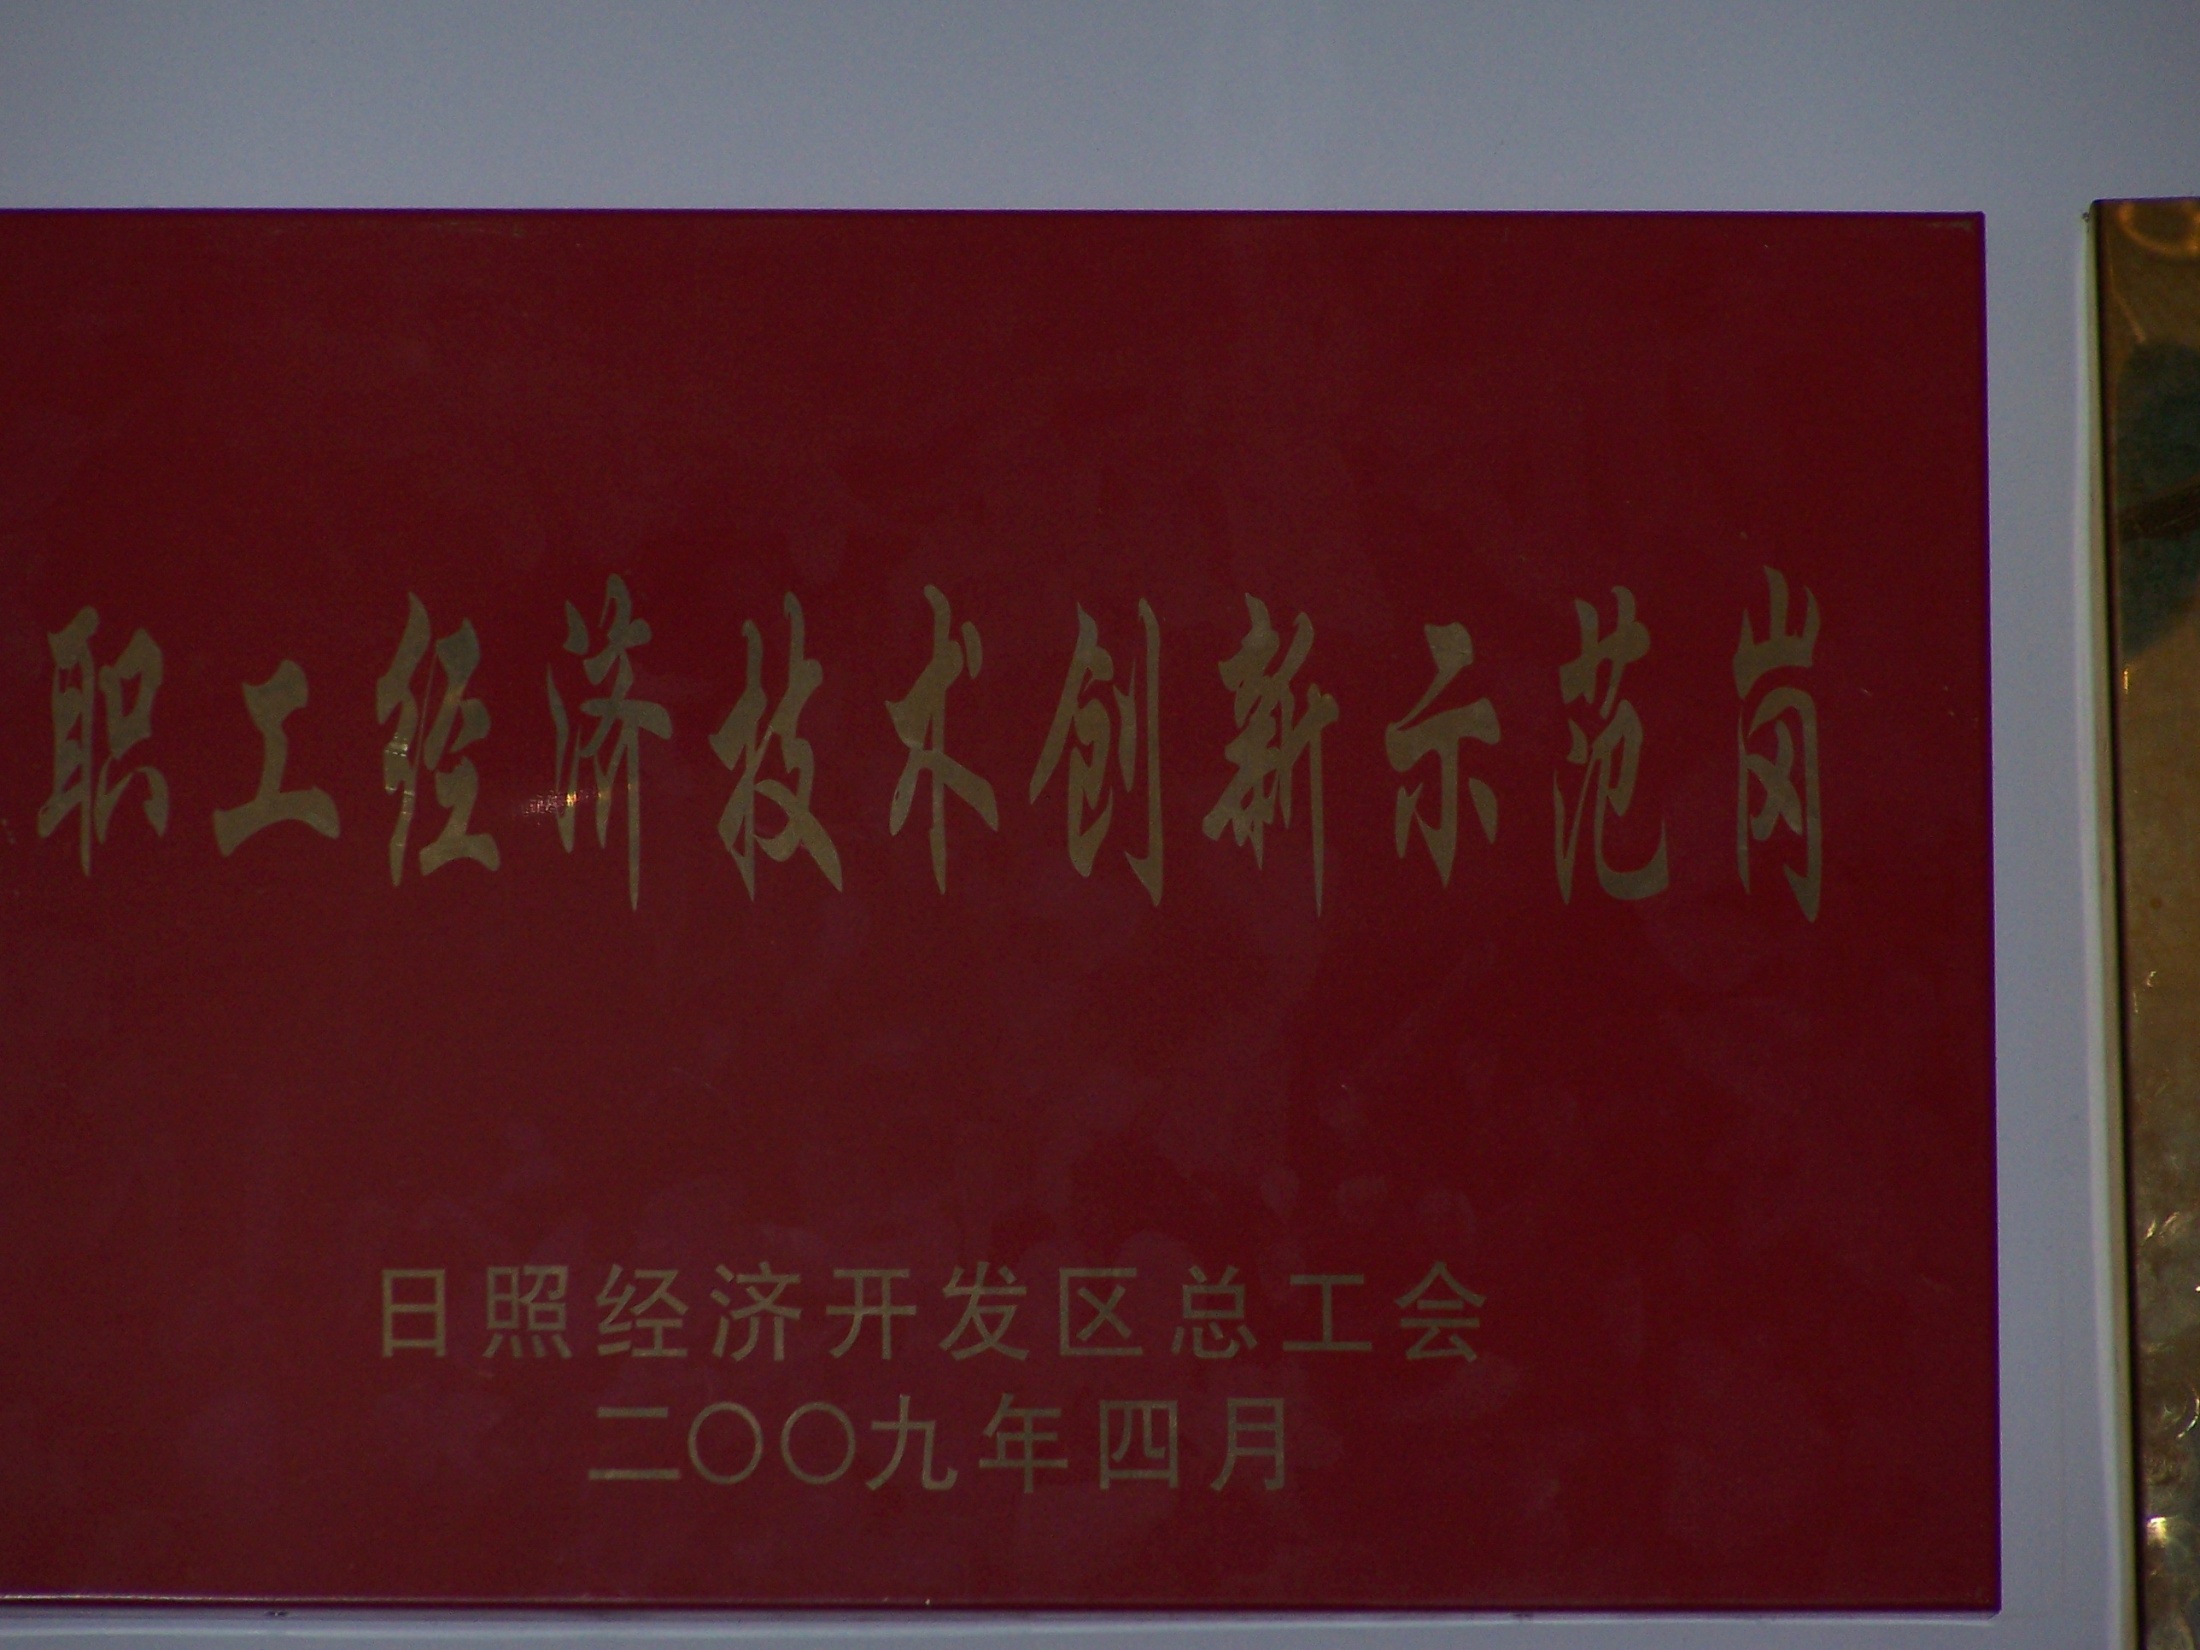 职工经济技术创新示范岗
日照经济开发区总工会
二〇〇九年四月